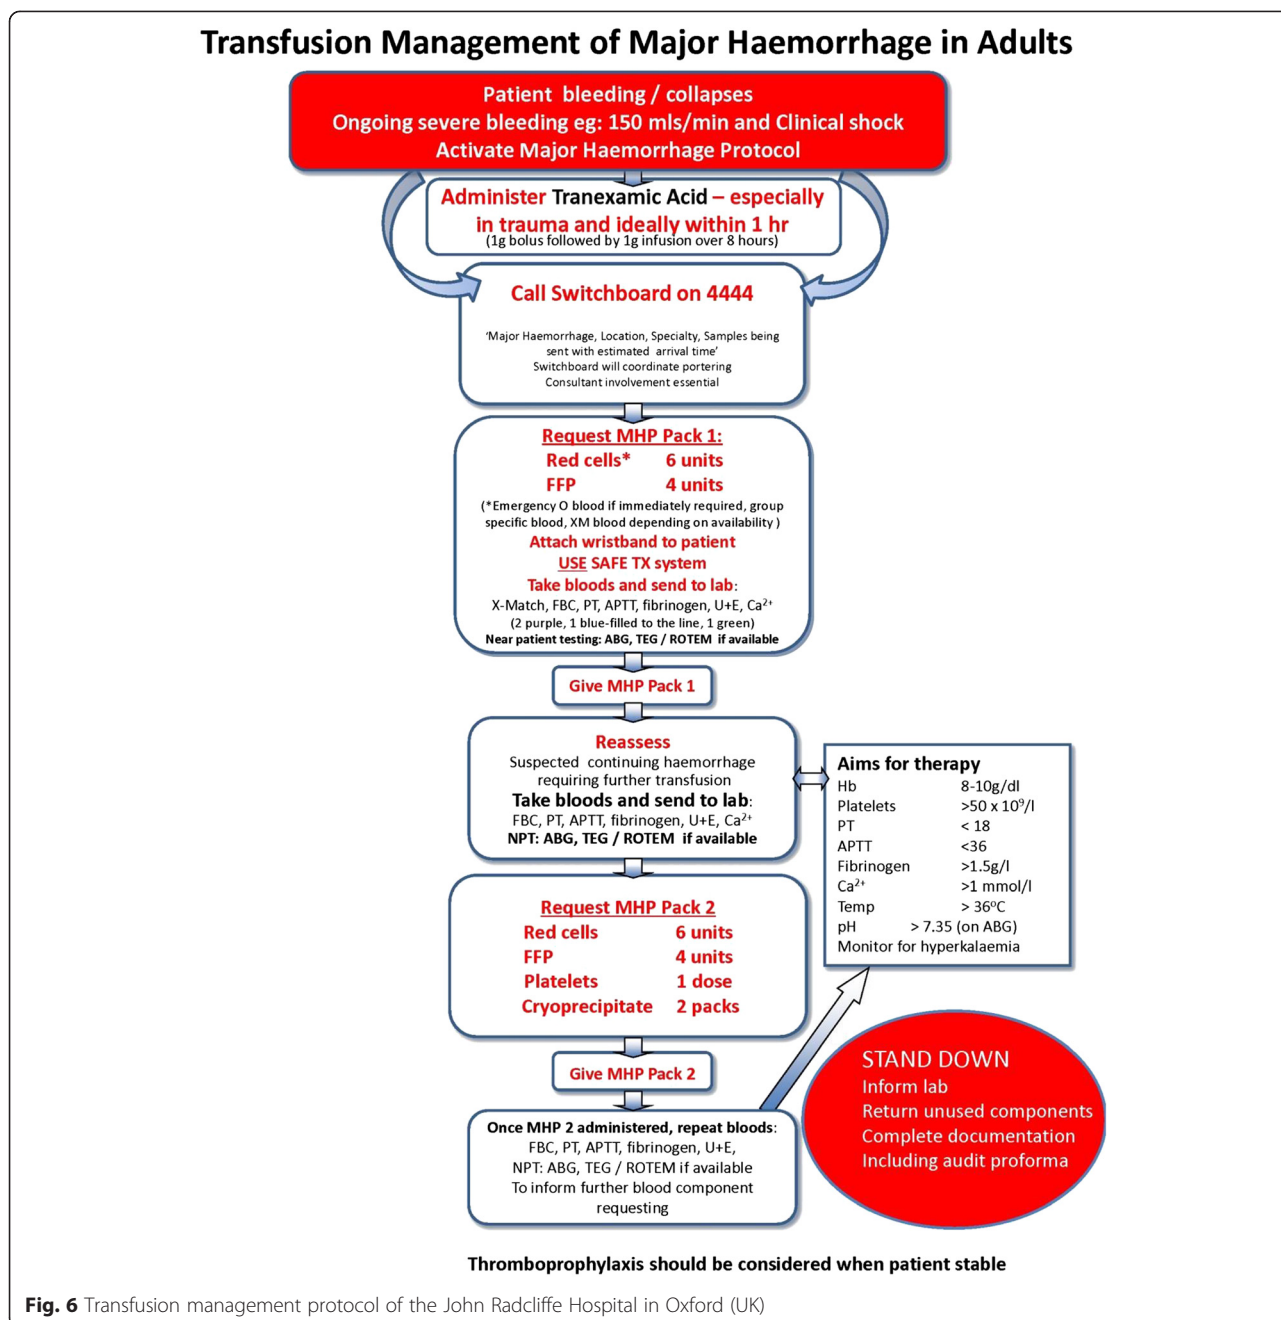 Transfusion Management of Major Haemorrhage in Adults
Patient bleeding / collapses
Ongoing severe bleeding eg: 150 mls/min and Clinical shock
Activate Major Haemorrhage Protocol
Administer Tranexamic Acid – especially
in trauma and ideally within 1 hr
(1g bolus followed by 1g infusion over 8 hours)
Call Switchboard on 4444
‘Major Haemorrhage, Location, Specialty, Samples being
sent with estimated arrival time’
Switchboard will coordinate portering
Consultant involvement essential
Request MHP Pack 1:
Red cells* 6 units
FFP 4 units
(*Emergency O blood if immediately required, group
specific blood, XM blood depending on availability )
Attach wristband to patient
USE SAFE TX system
Take bloods and send to lab:
X-Match, FBC, PT, APTT, fibrinogen, U+E, Ca²⁺
(2 purple, 1 blue-filled to the line, 1 green)
Near patient testing: ABG, TEG / ROTEM if available
Give MHP Pack 1
Reassess
Suspected continuing haemorrhage
requiring further transfusion
Take bloods and send to lab:
FBC, PT, APTT, fibrinogen, U+E, Ca²⁺
NPT: ABG, TEG / ROTEM if available
Aims for therapy
Hb 8-10g/dl
Platelets >50 x 10⁹/l
PT < 18
APTT <36
Fibrinogen >1.5g/l
Ca²⁺ >1 mmol/l
Temp > 36⁰C
pH > 7.35 (on ABG)
Monitor for hyperkalaemia
Request MHP Pack 2
Red cells 6 units
FFP 4 units
Platelets 1 dose
Cryoprecipitate 2 packs
Give MHP Pack 2
Once MHP 2 administered, repeat bloods:
FBC, PT, APTT, fibrinogen, U+E,
NPT: ABG, TEG / ROTEM if available
To inform further blood component
requesting
STAND DOWN
Inform lab
Return unused components
Complete documentation
Including audit proforma
Thromboprophylaxis should be considered when patient stable
Fig. 6 Transfusion management protocol of the John Radcliffe Hospital in Oxford (UK)